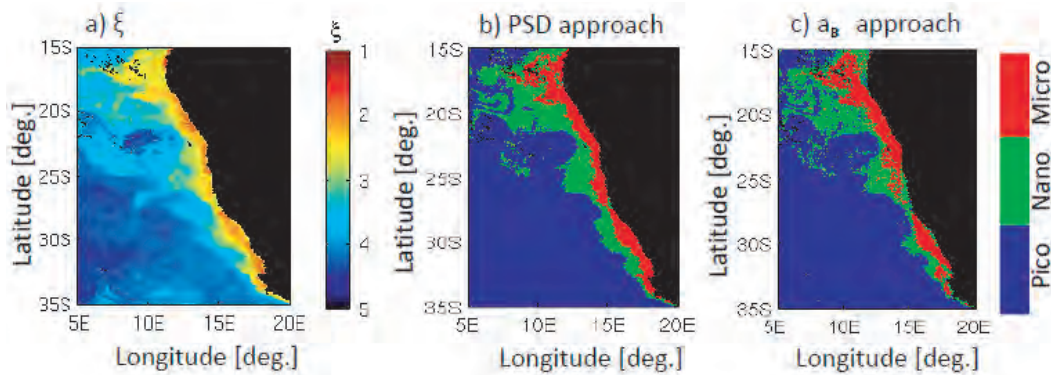 a) ξ
ξ
15S
20S
25S
30S
35S
5E 10E 15E 20E
Latitude [deg.]
Longitude [deg.]
1
2
3
4
5
b) PSD approach
15S
20S
25S
30S
35S
5E 10E 15E 20E
Latitude [deg.]
Longitude [deg.]
c) aB approach
15S
20S
25S
30S
35S
5E 10E 15E 20E
Latitude [deg.]
Longitude [deg.]
Micro
Nano
Pico